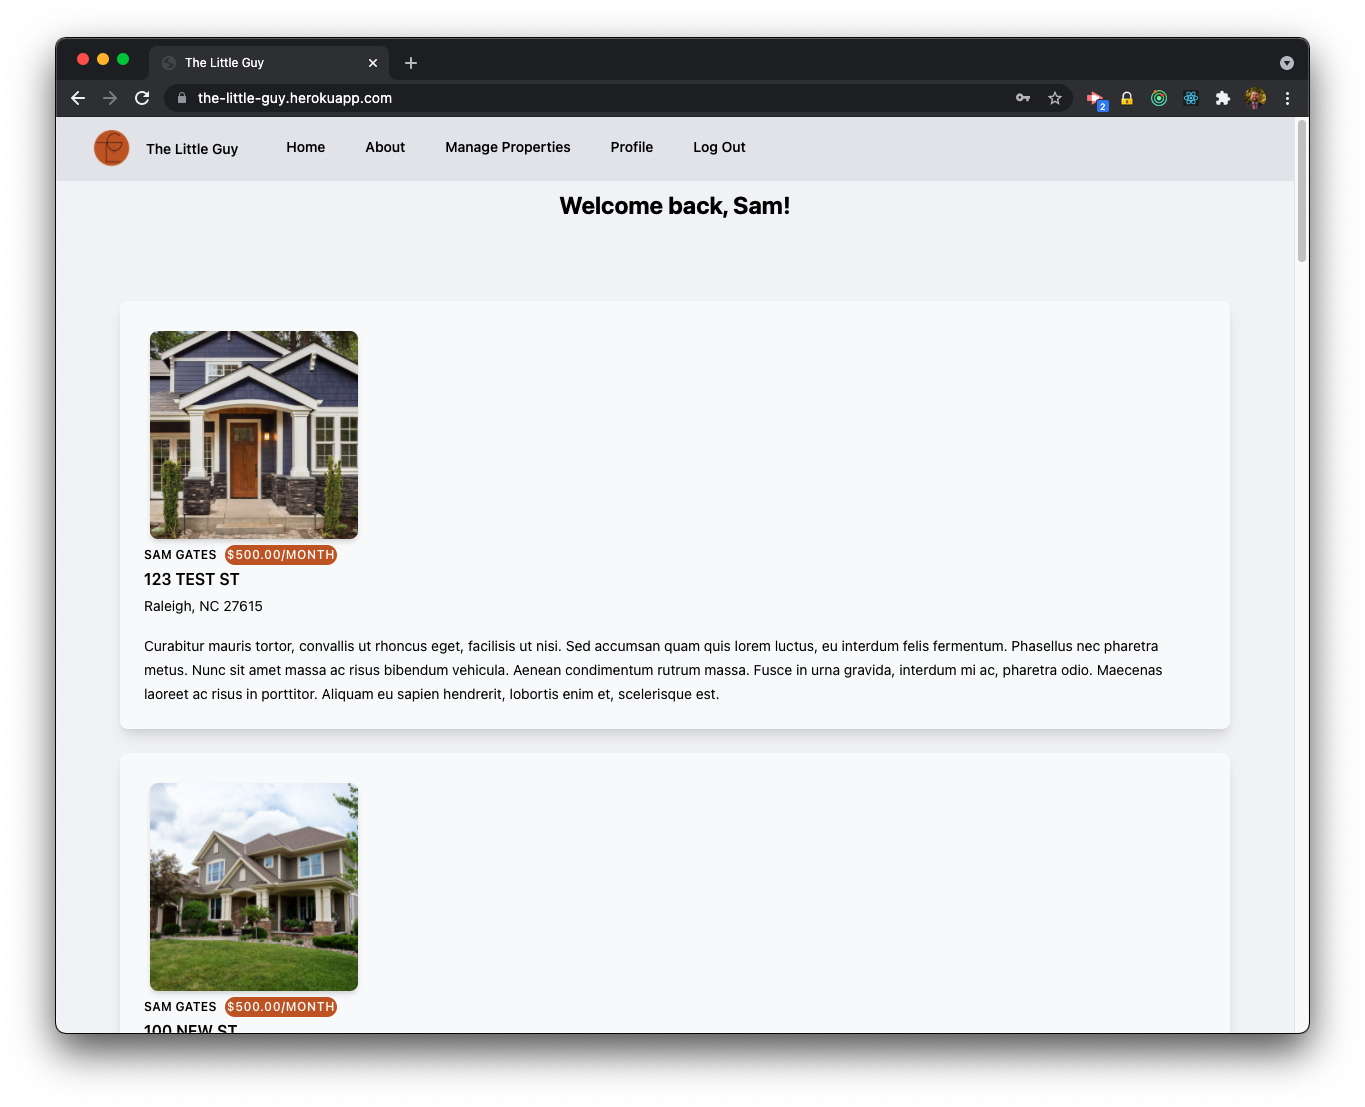 The Little Guy
the-little-guy.herokuapp.com
2
The Little Guy Home About Manage Properties Profile Log Out
Welcome back, Sam!
SAM GATES $500.00/MONTH
123 TEST ST
Raleigh, NC 27615
Curabitur mauris tortor, convallis ut rhoncus eget, facilisis ut nisi. Sed accumsan quam quis lorem luctus, eu interdum felis fermentum. Phasellus nec pharetra
metus. Nunc sit amet massa ac risus bibendum vehicula. Aenean condimentum rutrum massa. Fusce in urna gravida, interdum mi ac, pharetra odio. Maecenas
laoreet ac risus in porttitor. Aliquam eu sapien hendrerit, lobortis enim et, scelerisque est.
SAM GATES $500.00/MONTH
100 NEW ST